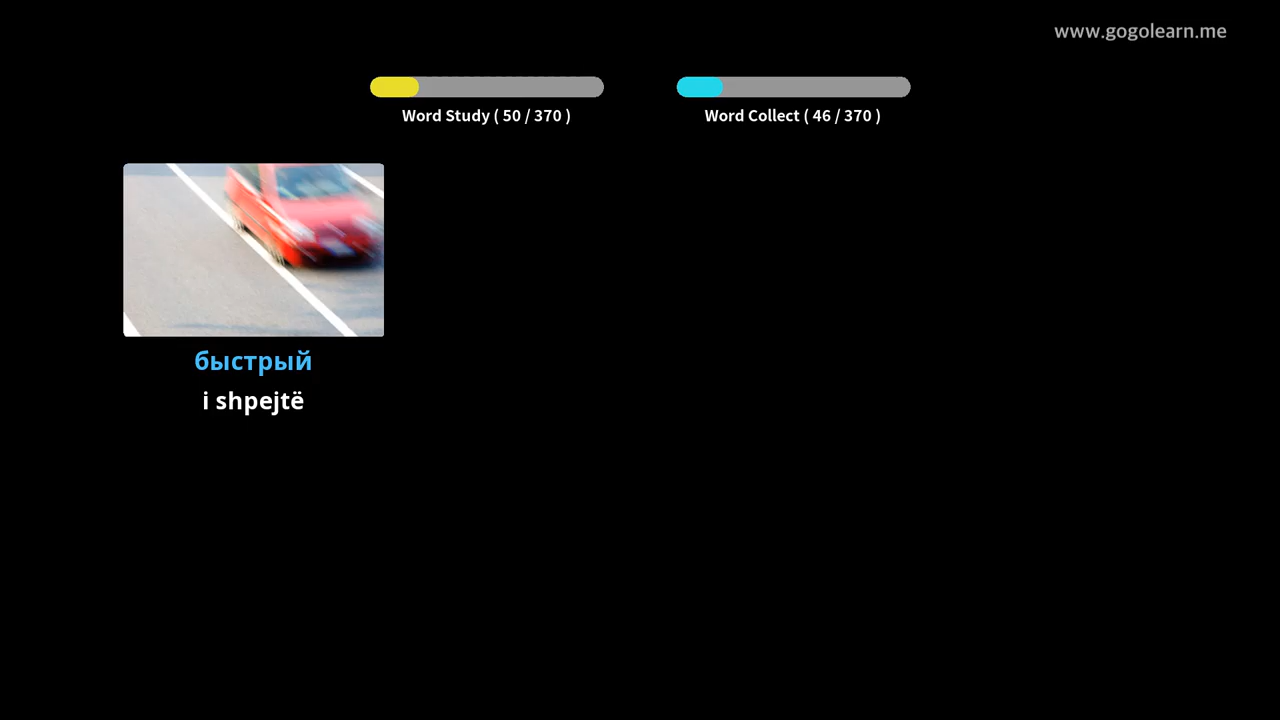 www.gogolearn.me
Word Study ( 50 / 370 )
Word Collect ( 46 / 370 )
быстрый
i shpejtë